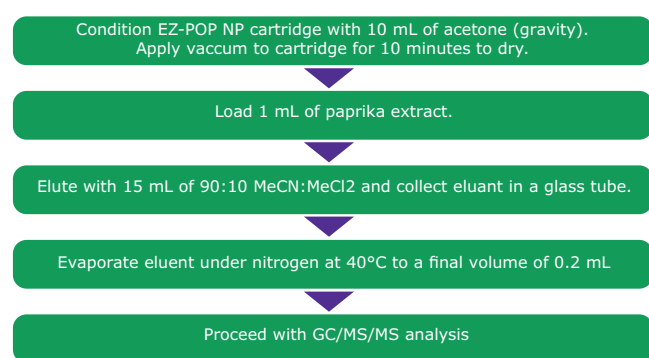 Condition EZ-POP NP cartridge with 10 mL of acetone (gravity).
Apply vaccum to cartridge for 10 minutes to dry.
Load 1 mL of paprika extract.
Elute with 15 mL of 90:10 MeCN:MeCl2 and collect eluant in a glass tube.
Evaporate eluent under nitrogen at 40°C to a final volume of 0.2 mL
Proceed with GC/MS/MS analysis